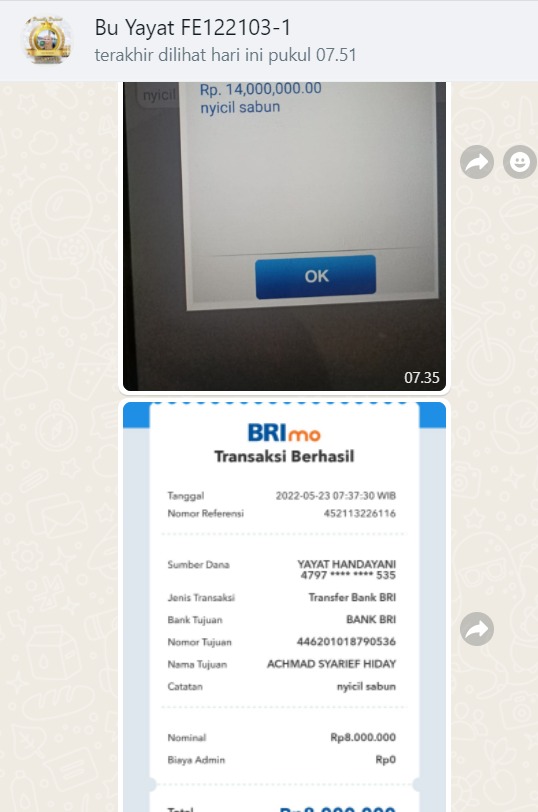 Bu Yayat FE122103-1
terakhir dilihat hari ini pukul 07.51
nyicil
Rp. 14,000,000.00
nyicil sabun
OK
07.35
BRImo
Transaksi Berhasil
Tanggal 2022-05-23 07:37:30 WIB
Nomor Referensi 452113226116
Sumber Dana YAYAT HANDAYANI
4797 **** **** 535
Jenis Transaksi Transfer Bank BRI
Bank Tujuan BANK BRI
Nomor Tujuan 446201018790536
Nama Tujuan ACHMAD SYARIEF HIDAY
Catatan nyicil sabun
Nominal Rp8.000.000
Biaya Admin Rp0
Total Rp8.000.000